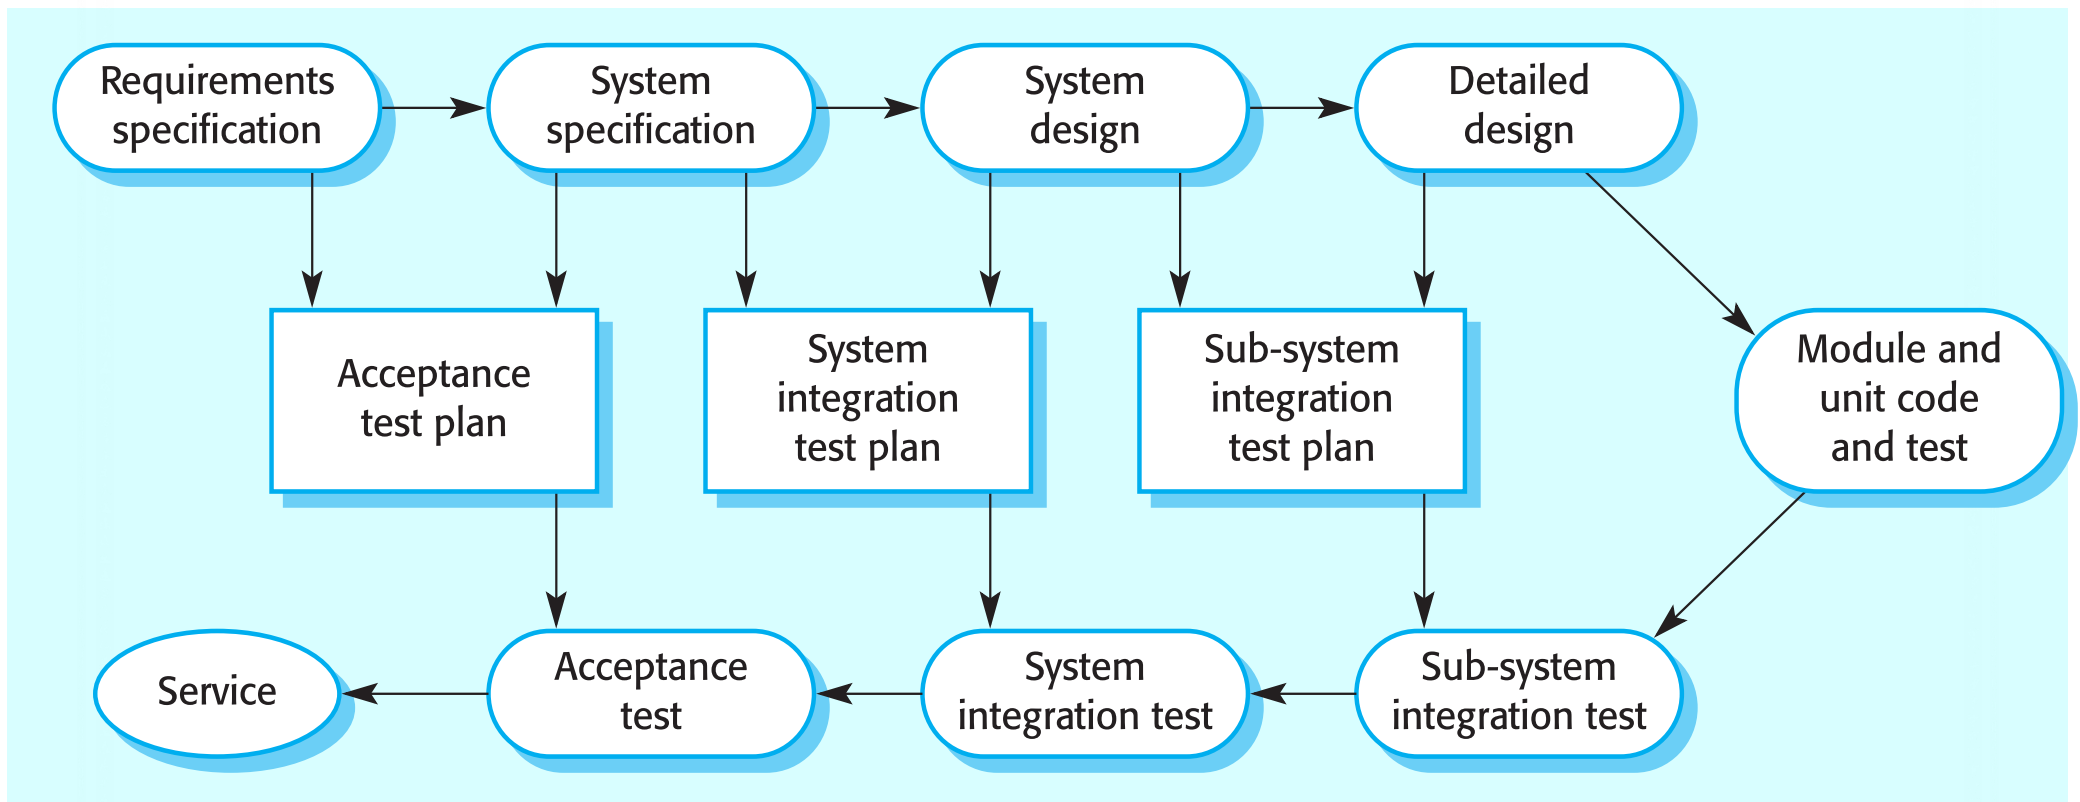 Requirements
specification
System
specification
System
design
Detailed
design
Acceptance
test plan
System
integration
test plan
Sub-system
integration
test plan
Module and
unit code
and test
Service
Acceptance
test
System
integration test
Sub-system
integration test